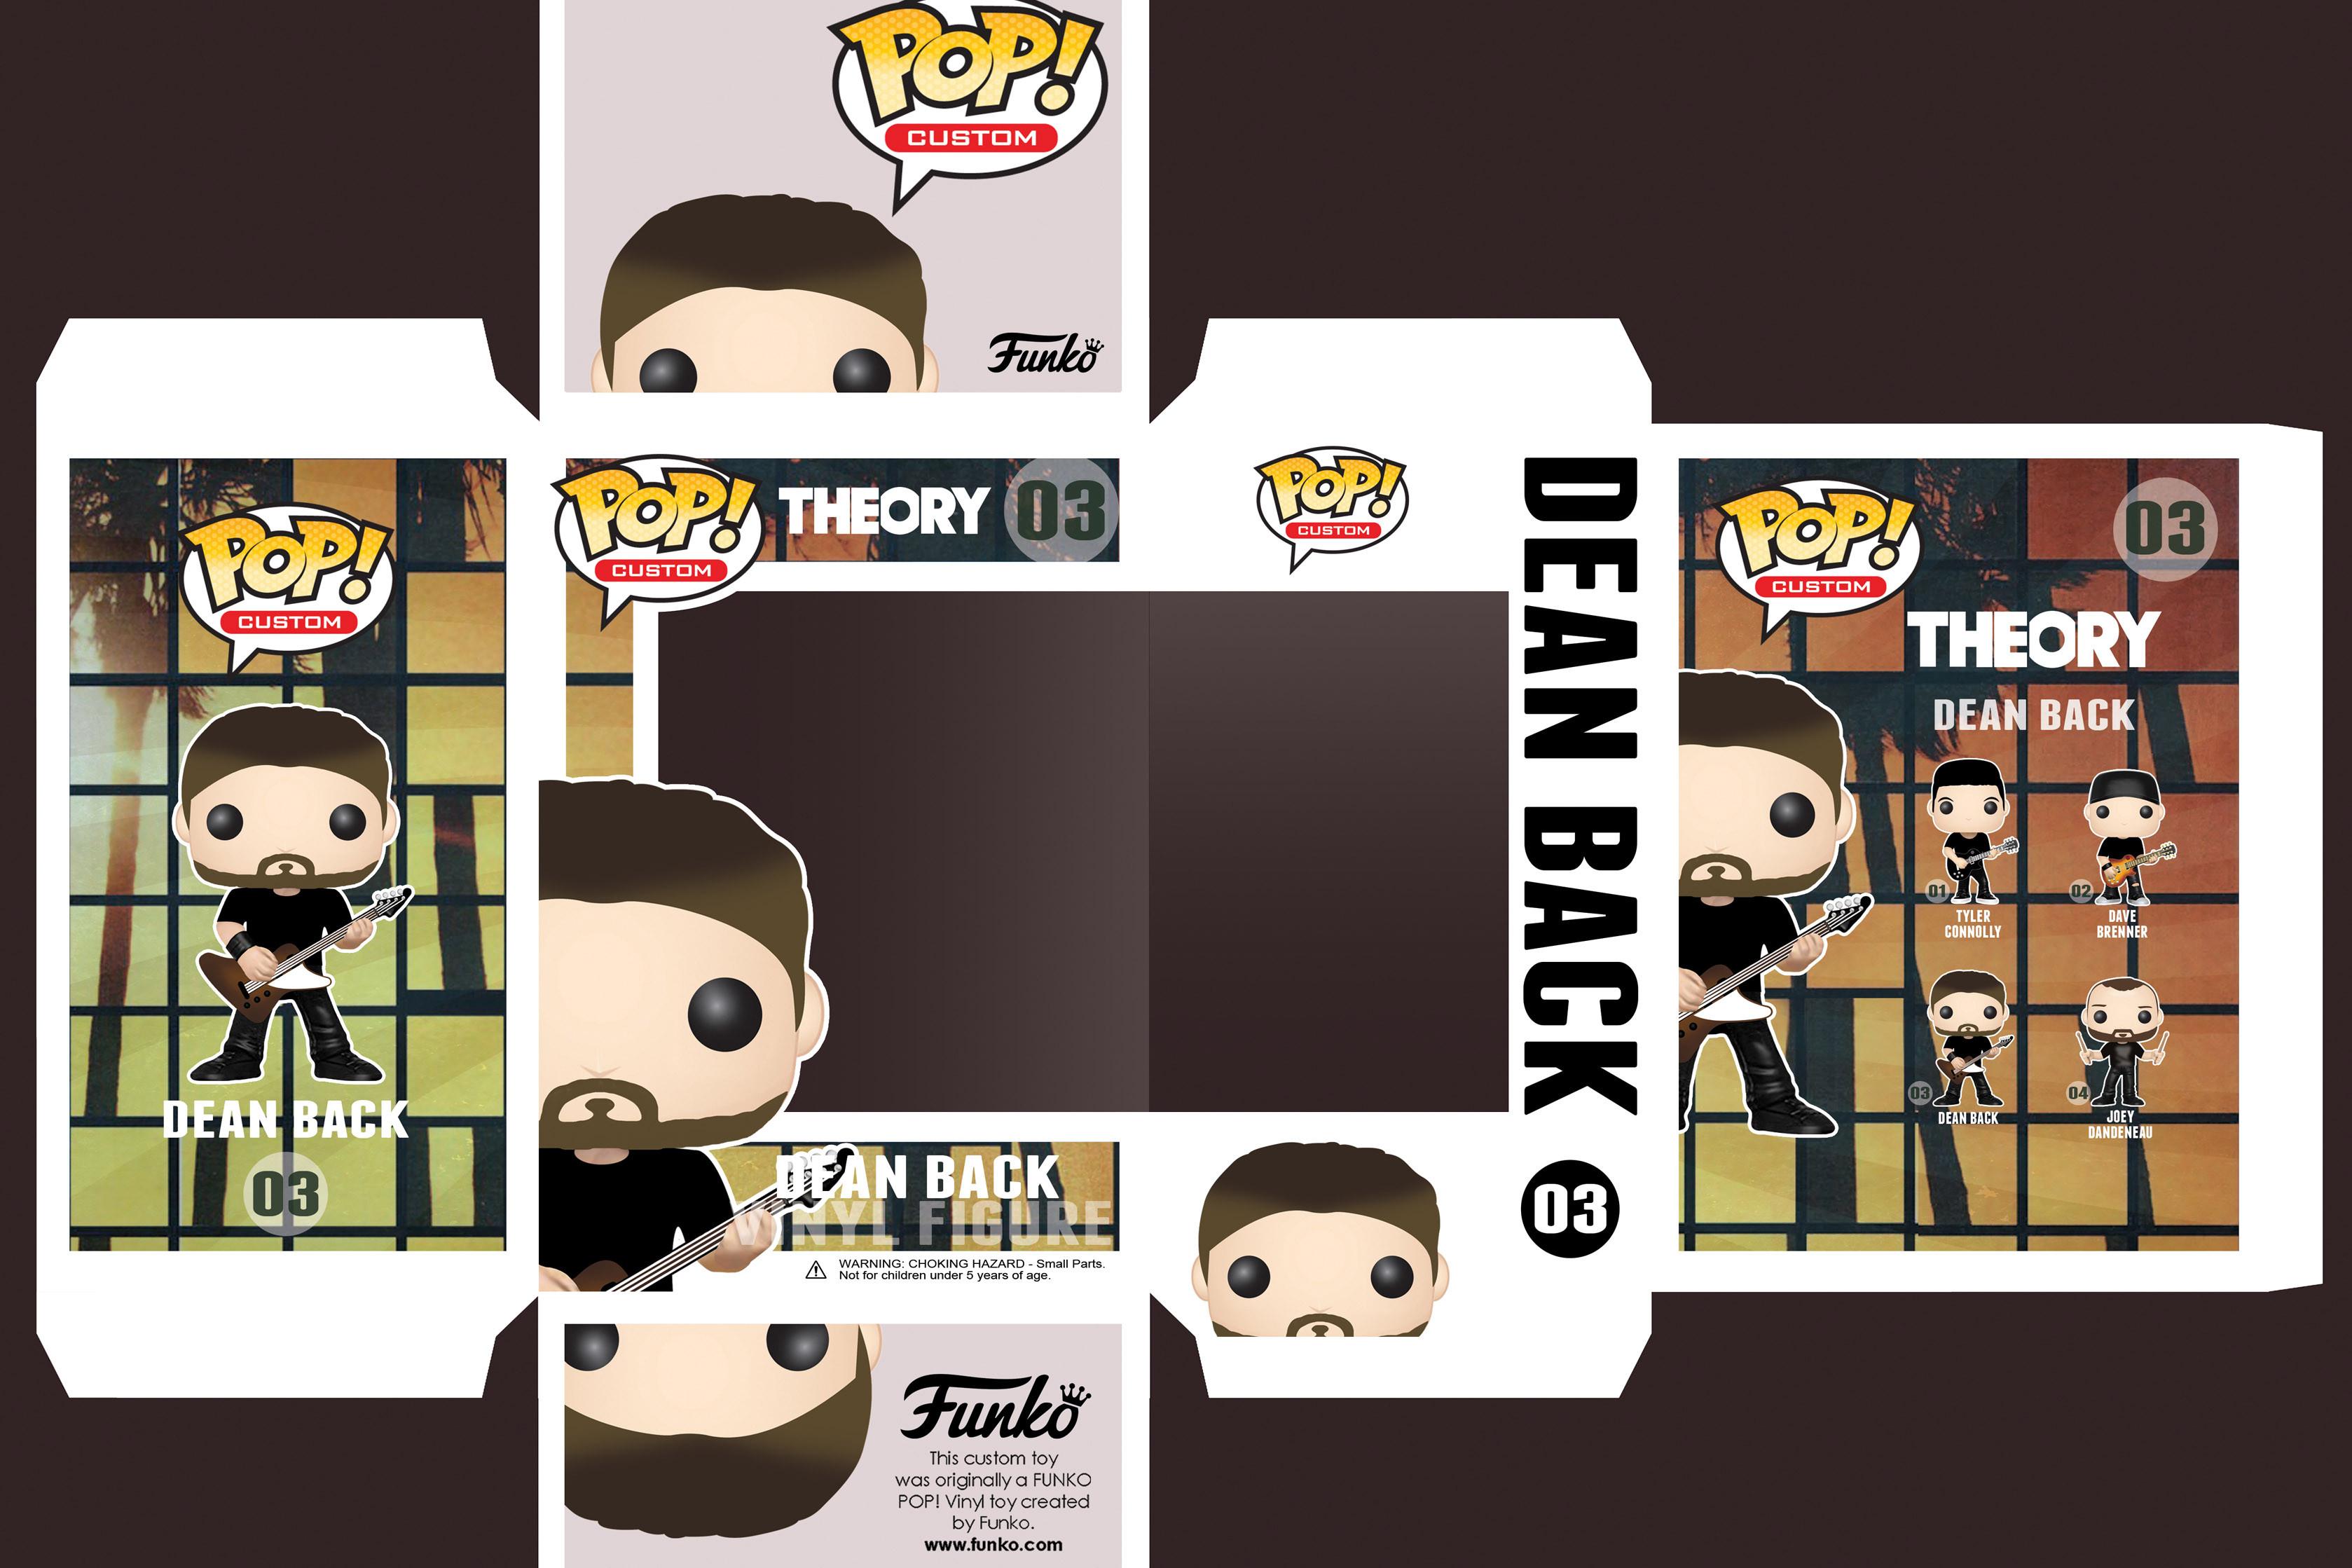 POP!
CUSTOM
Funko
POP!
CUSTOM
DEAN BACK
03
POP!
CUSTOM
THEORY
03
DEAN BACK
VINYL FIGURE
WARNING: CHOKING HAZARD - Small Parts.
Not for children under 5 years of age.
POP!
CUSTOM
DEAN BACK
03
POP!
CUSTOM
03
THEORY
DEAN BACK
01
TYLER
CONNOLLY
02
DAVE
BRENNER
03
DEAN BACK
04
JOEY
DANDENEAU
Funko
This custom toy
was originally a FUNKO
POP! Vinyl toy created
by Funko.
www.funko.com